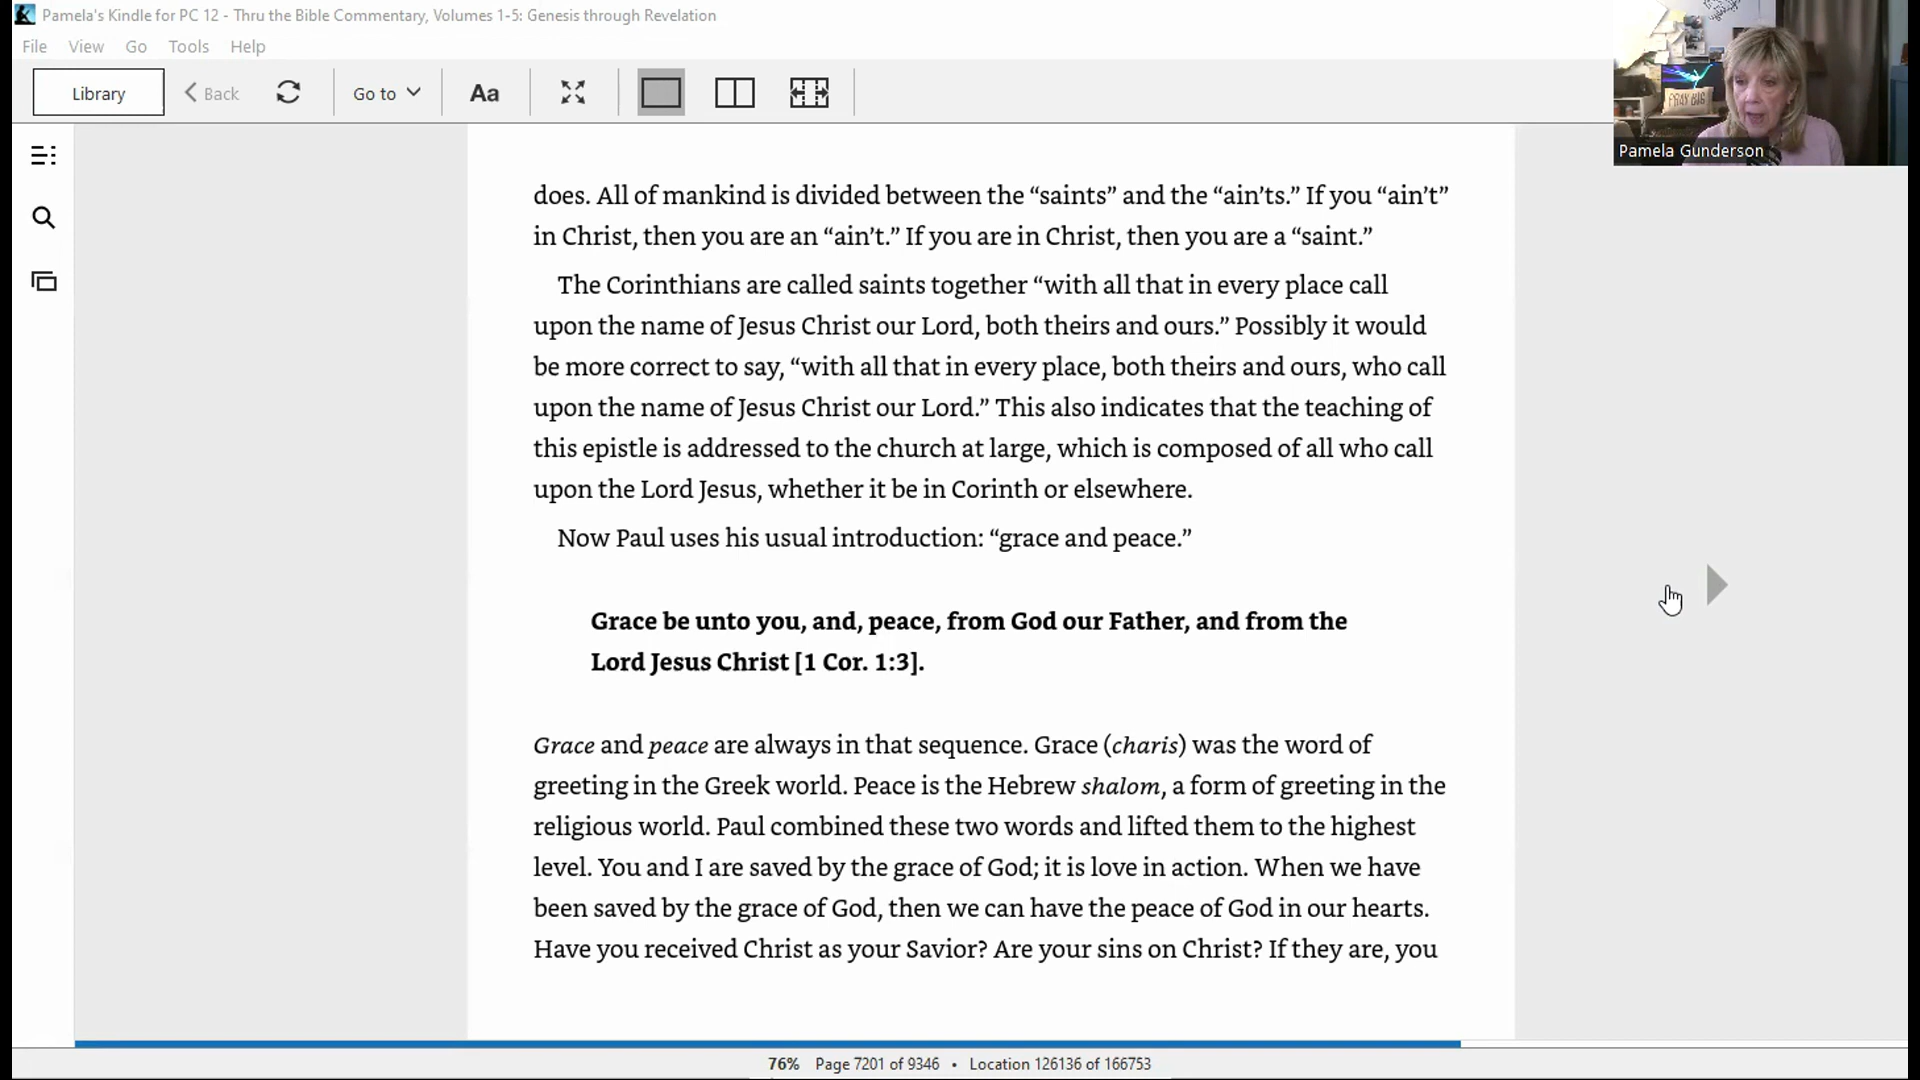 Pamela's Kindle for PC 12 - Thru the Bible Commentary, Volumes 1-5: Genesis through Revelation
File View Go Tools Help
Library Back Go to Aa
PRAY BIG
Pamela Gunderson
does. All of mankind is divided between the “saints” and the “ain’ts.” If you “ain’t”
in Christ, then you are an “ain’t.” If you are in Christ, then you are a “saint.”
The Corinthians are called saints together “with all that in every place call
upon the name of Jesus Christ our Lord, both theirs and ours.” Possibly it would
be more correct to say, “with all that in every place, both theirs and ours, who call
upon the name of Jesus Christ our Lord.” This also indicates that the teaching of
this epistle is addressed to the church at large, which is composed of all who call
upon the Lord Jesus, whether it be in Corinth or elsewhere.
Now Paul uses his usual introduction: “grace and peace.”
Grace be unto you, and, peace, from God our Father, and from the
Lord Jesus Christ [1 Cor. 1:3].
Grace and peace are always in that sequence. Grace (charis) was the word of
greeting in the Greek world. Peace is the Hebrew shalom, a form of greeting in the
religious world. Paul combined these two words and lifted them to the highest
level. You and I are saved by the grace of God; it is love in action. When we have
been saved by the grace of God, then we can have the peace of God in our hearts.
Have you received Christ as your Savior? Are your sins on Christ? If they are, you
76% Page 7201 of 9346 • Location 126136 of 166753